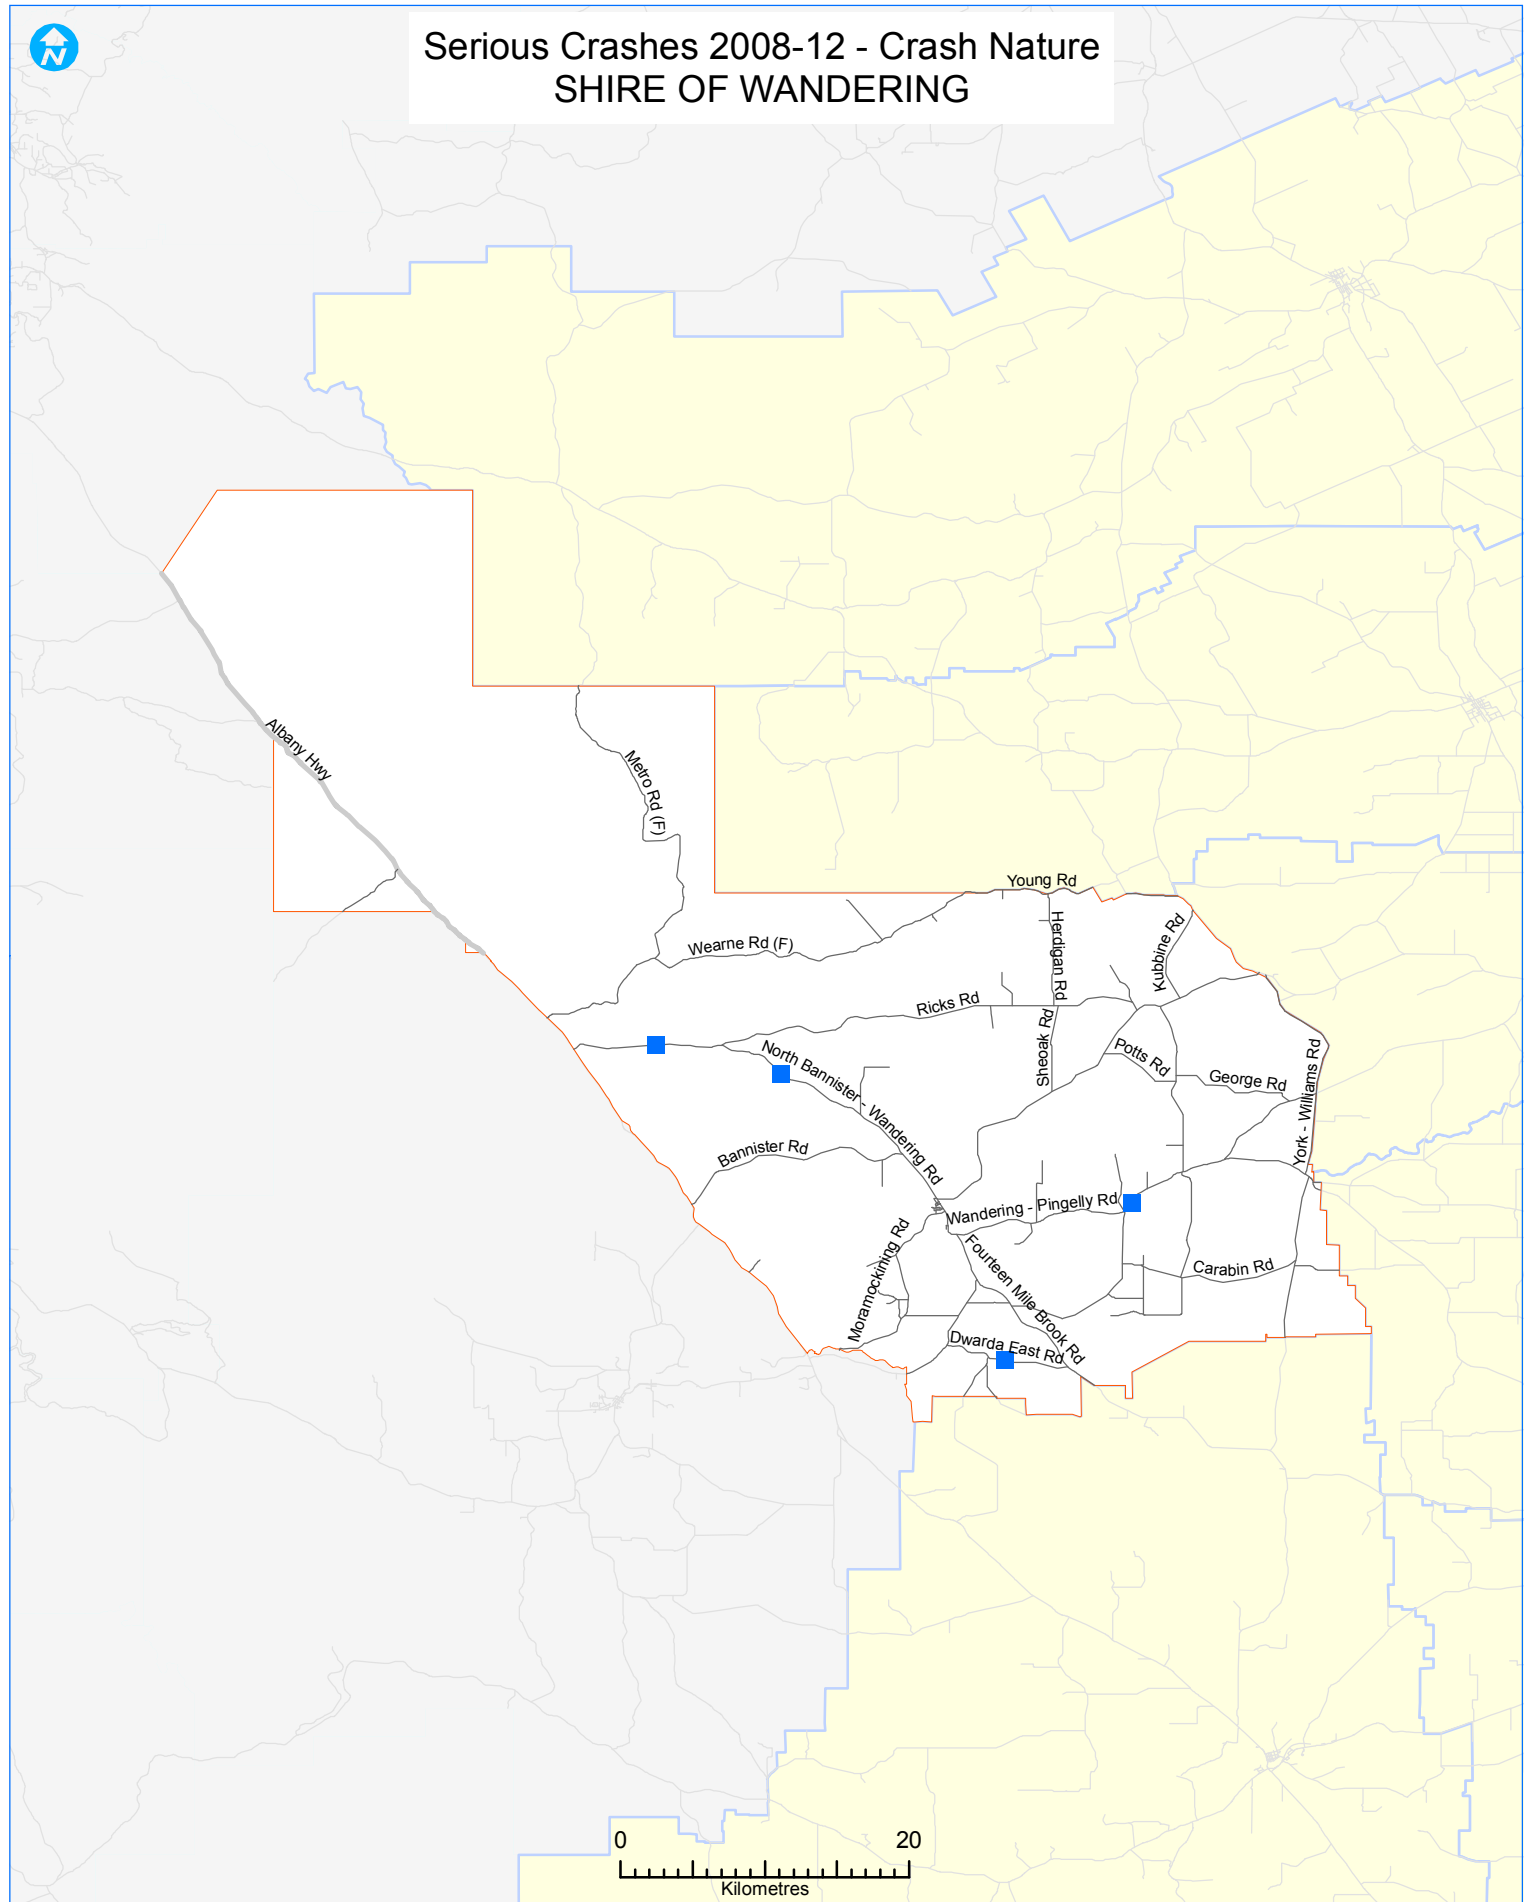 N
Serious Crashes 2008-12 - Crash Nature
SHIRE OF WANDERING
Albany Hwy
Metro Rd (F)
Young Rd
Wearne Rd (F)
Herdigan Rd
Kubbine Rd
Ricks Rd
Sheoak Rd
Potts Rd
North Bannister - Wandering Rd
George Rd
York - Williams Rd
Bannister Rd
Wandering - Pingelly Rd
Moramockining Rd
Fourteen Mile Brook Rd
Carabin Rd
Dwarda East Rd
0 20
Kilometres